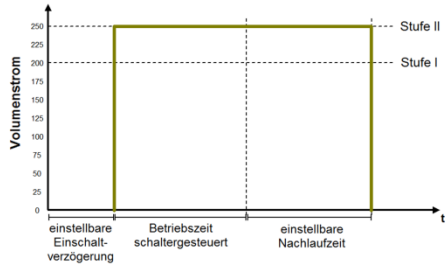 Volumenstrom
250
225
200
175
150
125
100
75
50
25
0
Stufe II
Stufe I
t
einstellbare
Einschalt-
verzögerung
Betriebszeit
schaltergesteuert
einstellbare
Nachlaufzeit